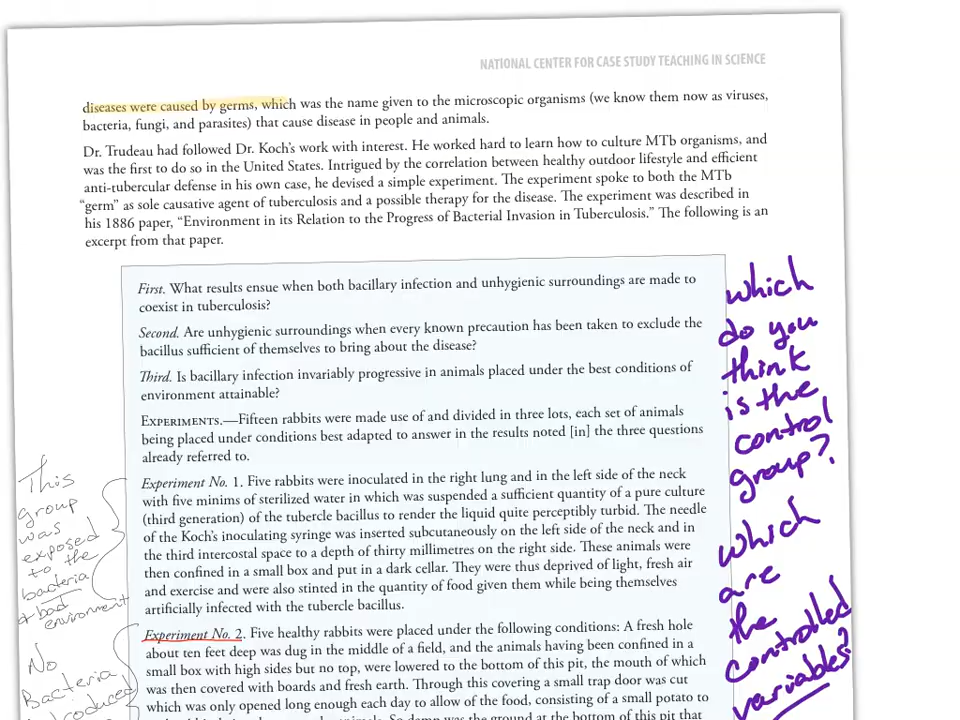 NATIONAL CENTER FOR CASE STUDY TEACHING IN SCIENCE
diseases were caused by germs, which was the name given to the microscopic organisms (we know them now as viruses,
bacteria, fungi, and parasites) that cause disease in people and animals.
Dr. Trudeau had followed Dr. Koch's work with interest. He worked hard to learn how to culture MTb organisms, and
was the first to do so in the United States. Intrigued by the correlation between healthy outdoor lifestyle and efficient
anti-tubercular defense in his own case, he devised a simple experiment. The experiment spoke to both the MTb
"germ" as sole causative agent of tuberculosis and a possible therapy for the disease. The experiment was described in
his 1886 paper, "Environment in its Relation to the Progress of Bacterial Invasion in Tuberculosis." The following is an
excerpt from that paper.
First. What results ensue when both bacillary infection and unhygienic surroundings are made to
coexist in tuberculosis?
Second. Are unhygienic surroundings when every known precaution has been taken to exclude the
bacillus sufficient of themselves to bring about the disease?
Third. Is bacillary infection invariably progressive in animals placed under the best conditions of
environment attainable?
EXPERIMENTS.—Fifteen rabbits were made use of and divided in three lots, each set of animals
being placed under conditions best adapted to answer in the results noted [in] the three questions
already referred to.
Experiment No. 1. Five rabbits were inoculated in the right lung and in the left side of the neck
with five minims of sterilized water in which was suspended a sufficient quantity of a pure culture
(third generation) of the tubercle bacillus to render the liquid quite perceptibly turbid. The needle
of the Koch's inoculating syringe was inserted subcutaneously on the left side of the neck and in
the third intercostal space to a depth of thirty millimetres on the right side. These animals were
then confined in a small box and put in a dark cellar. They were thus deprived of light, fresh air
and exercise and were also stinted in the quantity of food given them while being themselves
artificially infected with the tubercle bacillus.
Experiment No. 2. Five healthy rabbits were placed under the following conditions: A fresh hole
about ten feet deep was dug in the middle of a field, and the animals having been confined in a
small box with high sides but no top, were lowered to the bottom of this pit, the mouth of which
was then covered with boards and fresh earth. Through this covering a small trap door was cut
which was only opened long enough each day to allow of the food, consisting of a small potato to
So damp was the ground at the bottom of this pit that
This
group
was
exposed
to the
bacteria
+ bad
environment
No
Bacteria
introduced
which
do you
think
is the
control
group?
which
are
the
controlled
variables?